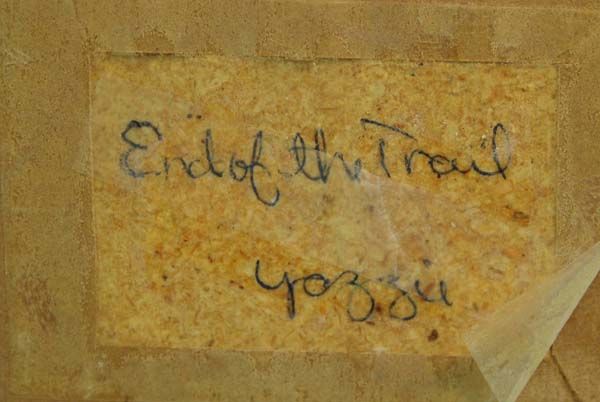 End of the Trail
Yazzie